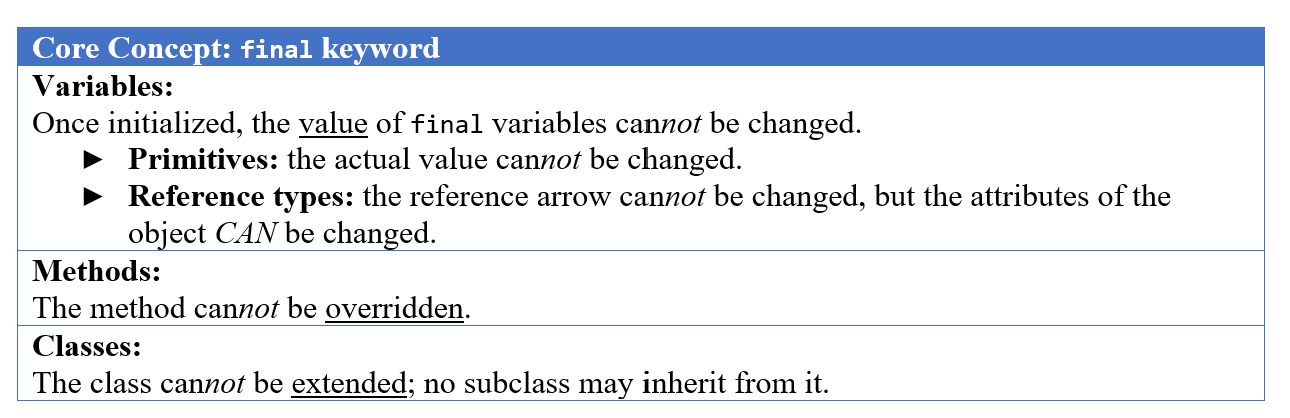 Core Concept: final keyword
Variables:
Once initialized, the value of final variables cannot be changed.
► Primitives: the actual value cannot be changed.
► Reference types: the reference arrow cannot be changed, but the attributes of the
object CAN be changed.
Methods:
The method cannot be overridden.
Classes:
The class cannot be extended; no subclass may inherit from it.